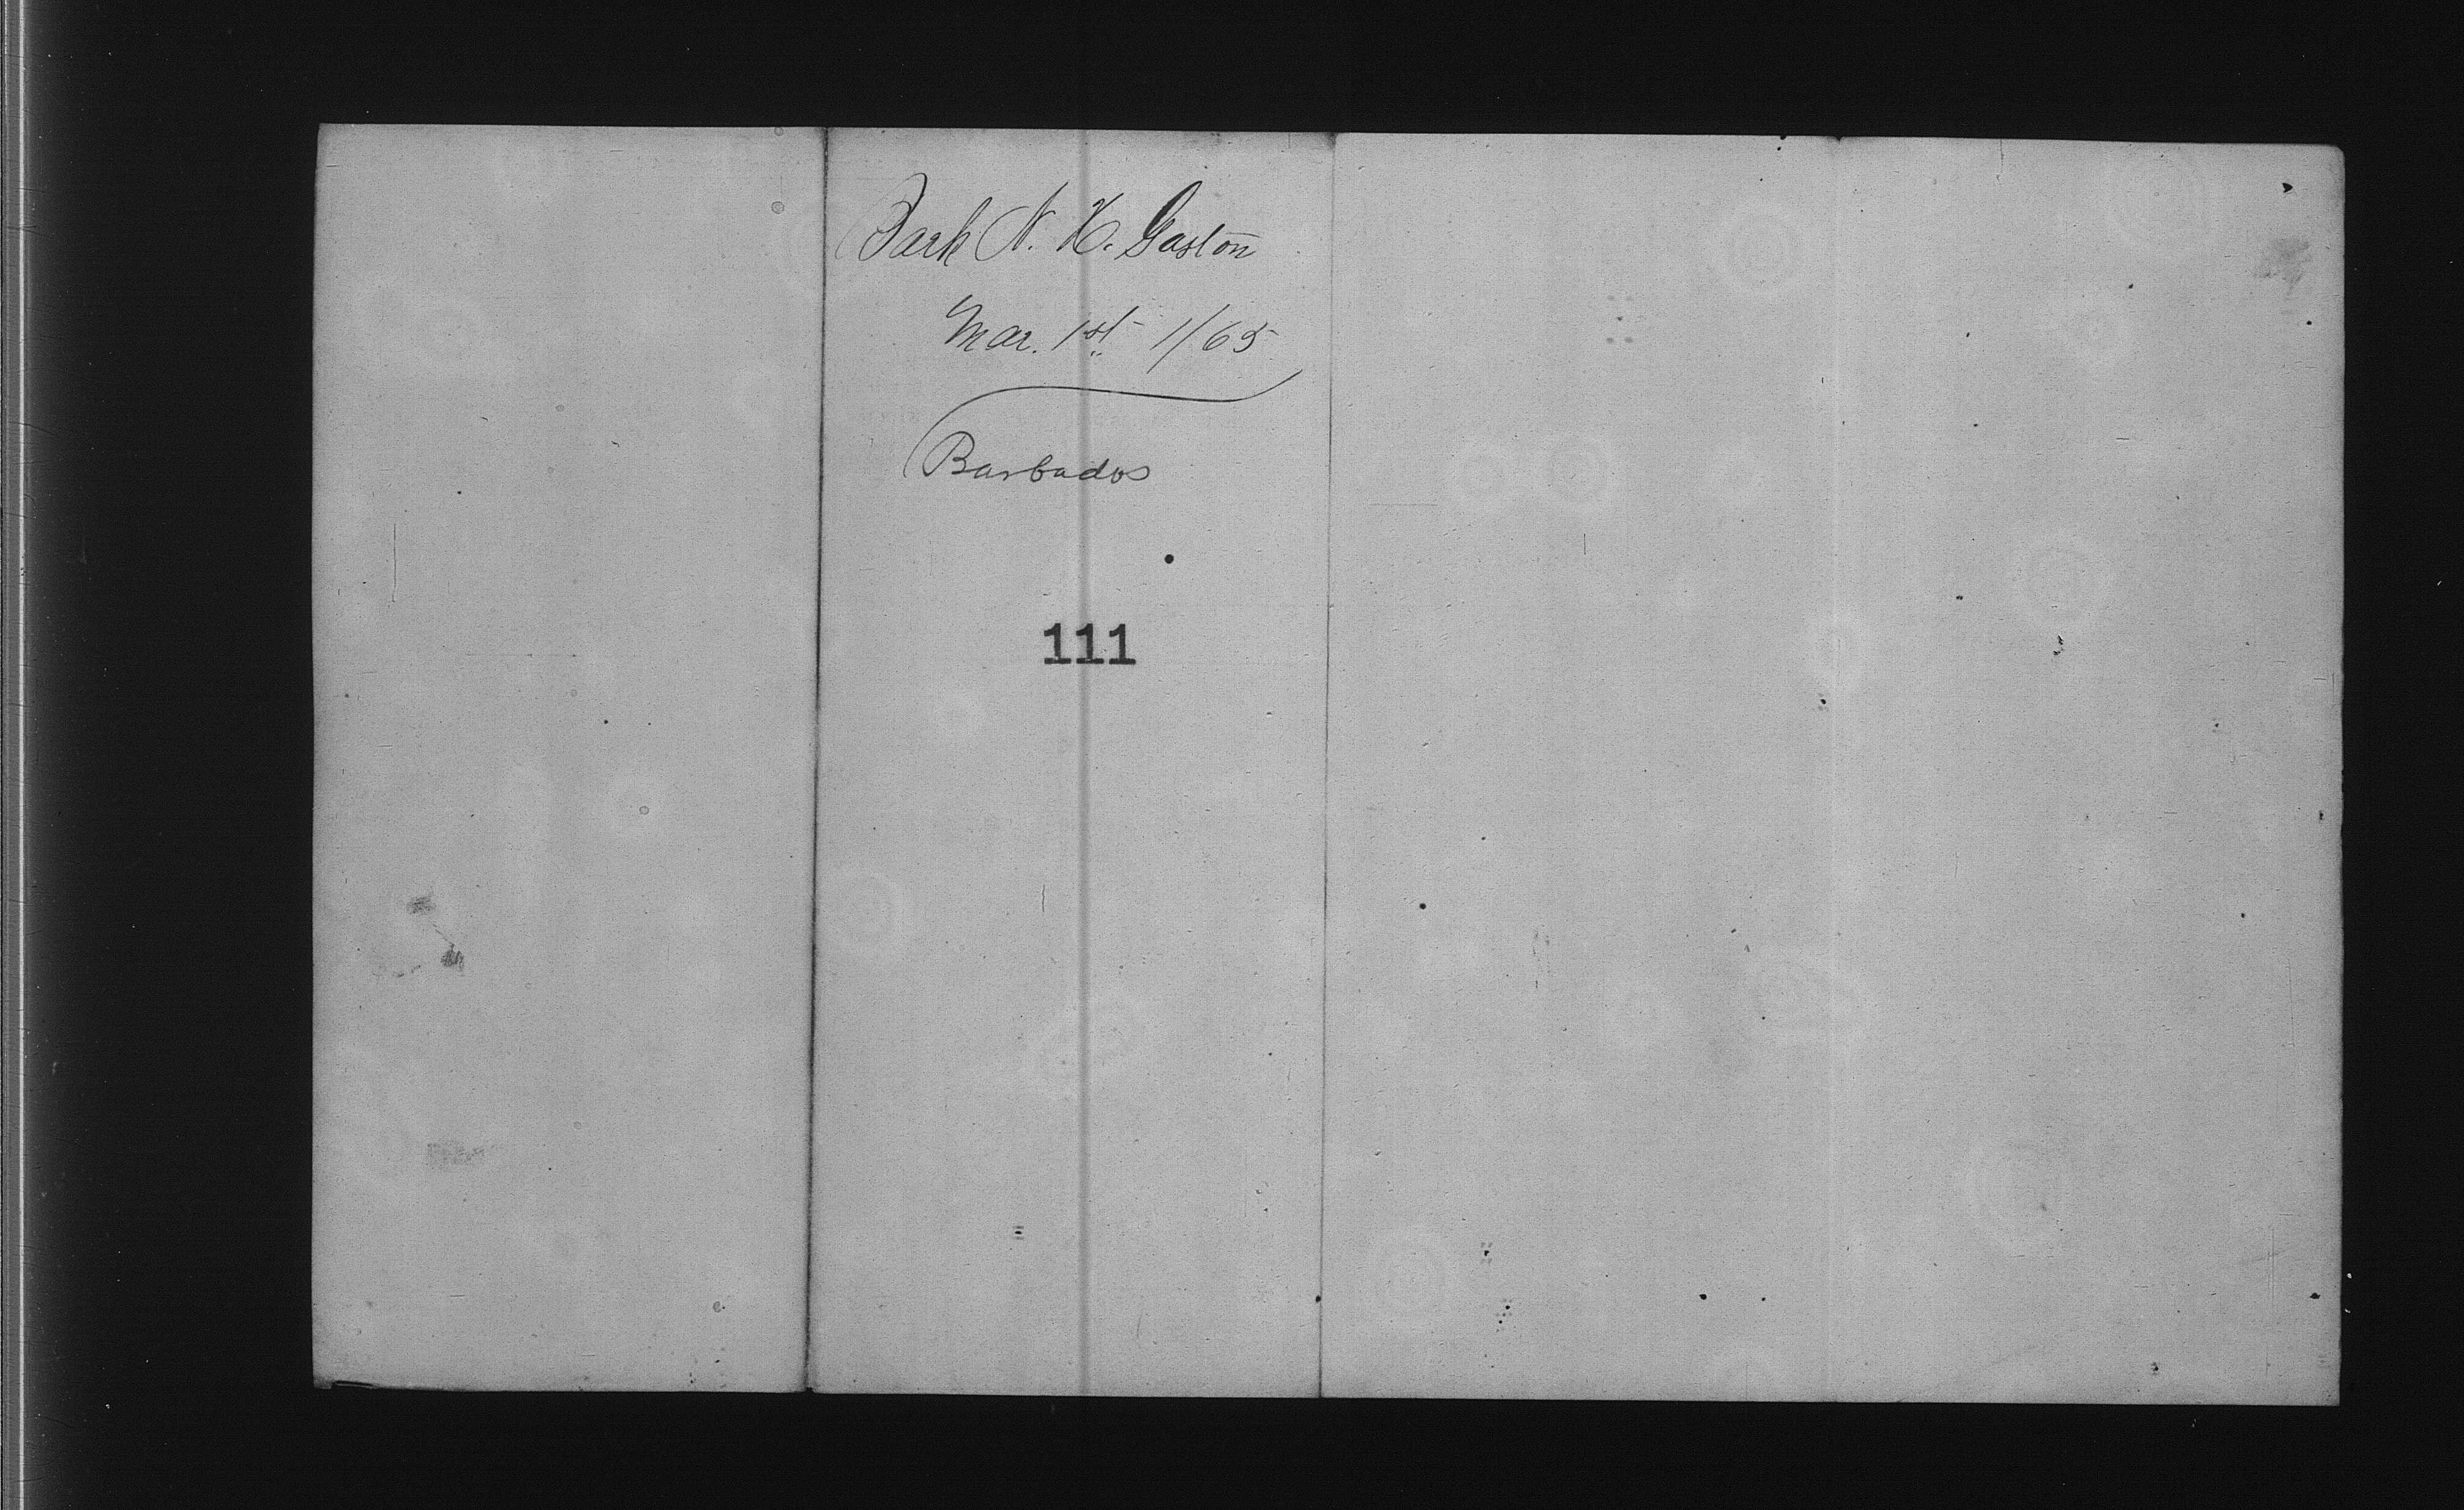 Bark N. H. Gaston
Mar. 1st 1/65
Barbados
111